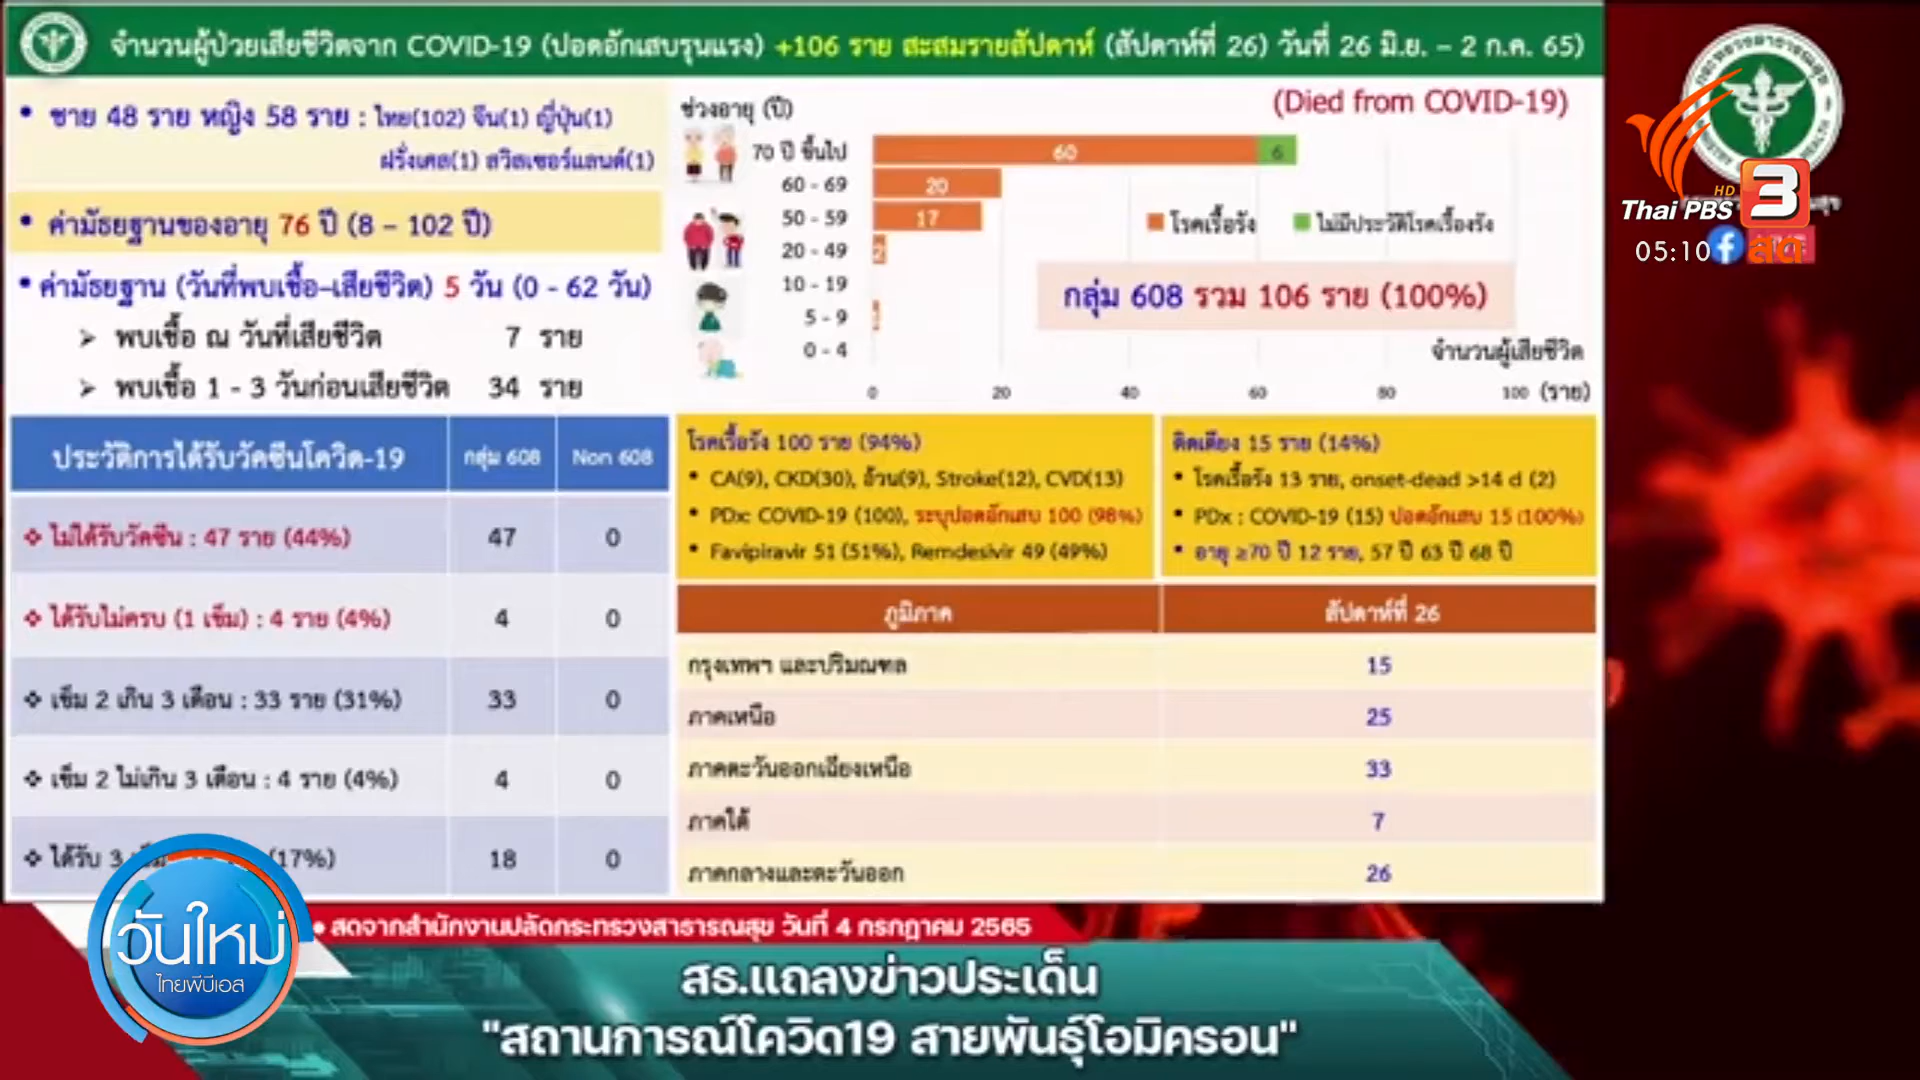 จำนวนผู้ป่วยเสียชีวิตจาก COVID-19 (ปอดอักเสบรุนแรง) +106 ราย สะสมรายสัปดาห์ (สัปดาห์ที่ 26) วันที่ 26 มิ.ย. – 2 ก.ค. 65)
• ชาย 48 ราย หญิง 58 ราย : ไทย(102) จีน(1) ญี่ปุ่น(1)
ฝรั่งเศส(1) สวิสเซอร์แลนด์(1)
• ค่ามัธยฐานของอายุ 76 ปี (8 – 102 ปี)
• ค่ามัธยฐาน (วันที่พบเชื้อ–เสียชีวิต) 5 วัน (0 - 62 วัน)
➢ พบเชื้อ ณ วันที่เสียชีวิต 7 ราย
➢ พบเชื้อ 1 - 3 วันก่อนเสียชีวิต 34 ราย
ช่วงอายุ (ปี)
(Died from COVID-19)
70 ปี ขึ้นไป 60 6
60 - 69 20
50 - 59 17
20 - 49 2
10 - 19
5 - 9
0 - 4
โรคเรื้อรัง ไม่มีประวัติโรคเรื้องรัง
กลุ่ม 608 รวม 106 ราย (100%)
จำนวนผู้เสียชีวิต
0 20 40 60 80 100 (ราย)
ประวัติการได้รับวัคซีนโควิด-19 กลุ่ม 608 Non 608
❖ ไม่ได้รับวัคซีน : 47 ราย (44%) 47 0
❖ ได้รับไม่ครบ (1 เข็ม) : 4 ราย (4%) 4 0
❖ เข็ม 2 เกิน 3 เดือน : 33 ราย (31%) 33 0
❖ เข็ม 2 ไม่เกิน 3 เดือน : 4 ราย (4%) 4 0
❖ ได้รับ 3 (17%) 18 0
โรคเรื้อรัง 100 ราย (94%)
• CA(9), CKD(30), อ้วน(9), Stroke(12), CVD(13)
• PDx: COVID-19 (100), ระบุปอดอักเสบ 100 (98%)
• Favipiravir 51 (51%), Remdesivir 49 (49%)
ติดเตียง 15 ราย (14%)
• โรคเรื้อรัง 13 ราย, onset-dead >14 d (2)
• PDx : COVID-19 (15) ปอดอักเสบ 15 (100%)
• อายุ ≥70 ปี 12 ราย, 57 ปี 63 ปี 68 ปี
ภูมิภาค สัปดาห์ที่ 26
กรุงเทพฯ และปริมณฑล 15
ภาคเหนือ 25
ภาคตะวันออกเฉียงเหนือ 33
ภาคใต้ 7
ภาคกลางและตะวันออก 26
Thai PBS HD 3
05:10 สด
• สดจากสำนักงานปลัดกระทรวงสาธารณสุข วันที่ 4 กรกฎาคม 2565
วันใหม่
ไทยพีบีเอส
สธ.แถลงข่าวประเด็น
"สถานการณ์โควิด19 สายพันธุ์โอมิครอน"